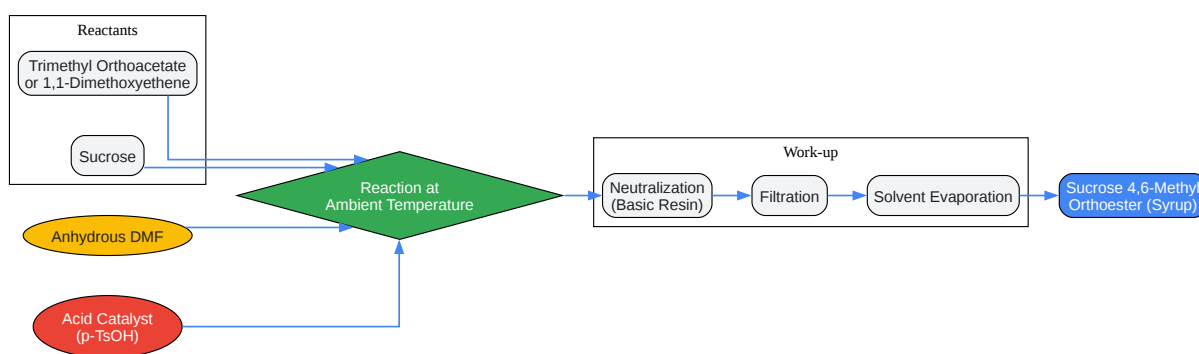 Reactants
Trimethyl Orthoacetate
or 1,1-Dimethoxyethene
Sucrose
Anhydrous DMF
Acid Catalyst
(p-TsOH)
Reaction at
Ambient Temperature
Work-up
Neutralization
(Basic Resin)
Filtration
Solvent Evaporation
Sucrose 4,6-Methyl
Orthoester (Syrup)